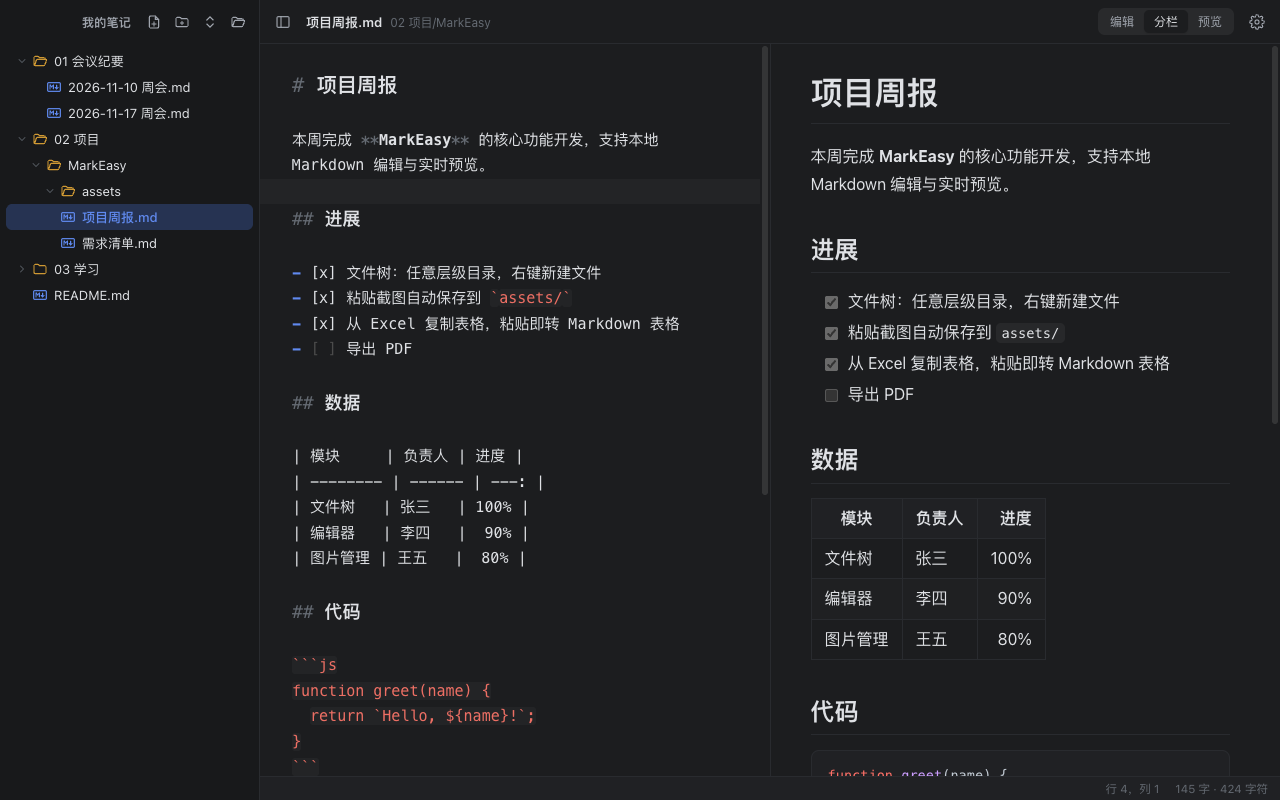 我的笔记
项目周报.md 02 项目/MarkEasy
编辑 分栏 预览
01 会议纪要
2026-11-10 周会.md
2026-11-17 周会.md
02 项目
MarkEasy
assets
项目周报.md
需求清单.md
03 学习
README.md
# 项目周报
本周完成 **MarkEasy** 的核心功能开发，支持本地
Markdown 编辑与实时预览。
## 进展
- [x] 文件树：任意层级目录，右键新建文件
- [x] 粘贴截图自动保存到 `assets/`
- [x] 从 Excel 复制表格，粘贴即转 Markdown 表格
- [ ] 导出 PDF
## 数据
| 模块     | 负责人 | 进度 |
| -------- | ------ | ---: |
| 文件树   | 张三   | 100% |
| 编辑器   | 李四   |  90% |
| 图片管理 | 王五   |  80% |
## 代码
```js
function greet(name) {
  return `Hello, ${name}!`;
}
```
项目周报
本周完成 MarkEasy 的核心功能开发，支持本地
Markdown 编辑与实时预览。
进展
文件树：任意层级目录，右键新建文件
粘贴截图自动保存到 assets/
从 Excel 复制表格，粘贴即转 Markdown 表格
导出 PDF
数据
模块 负责人 进度
文件树 张三 100%
编辑器 李四 90%
图片管理 王五 80%
代码
function greet(name) {
行 4，列 1 145 字 · 424 字符